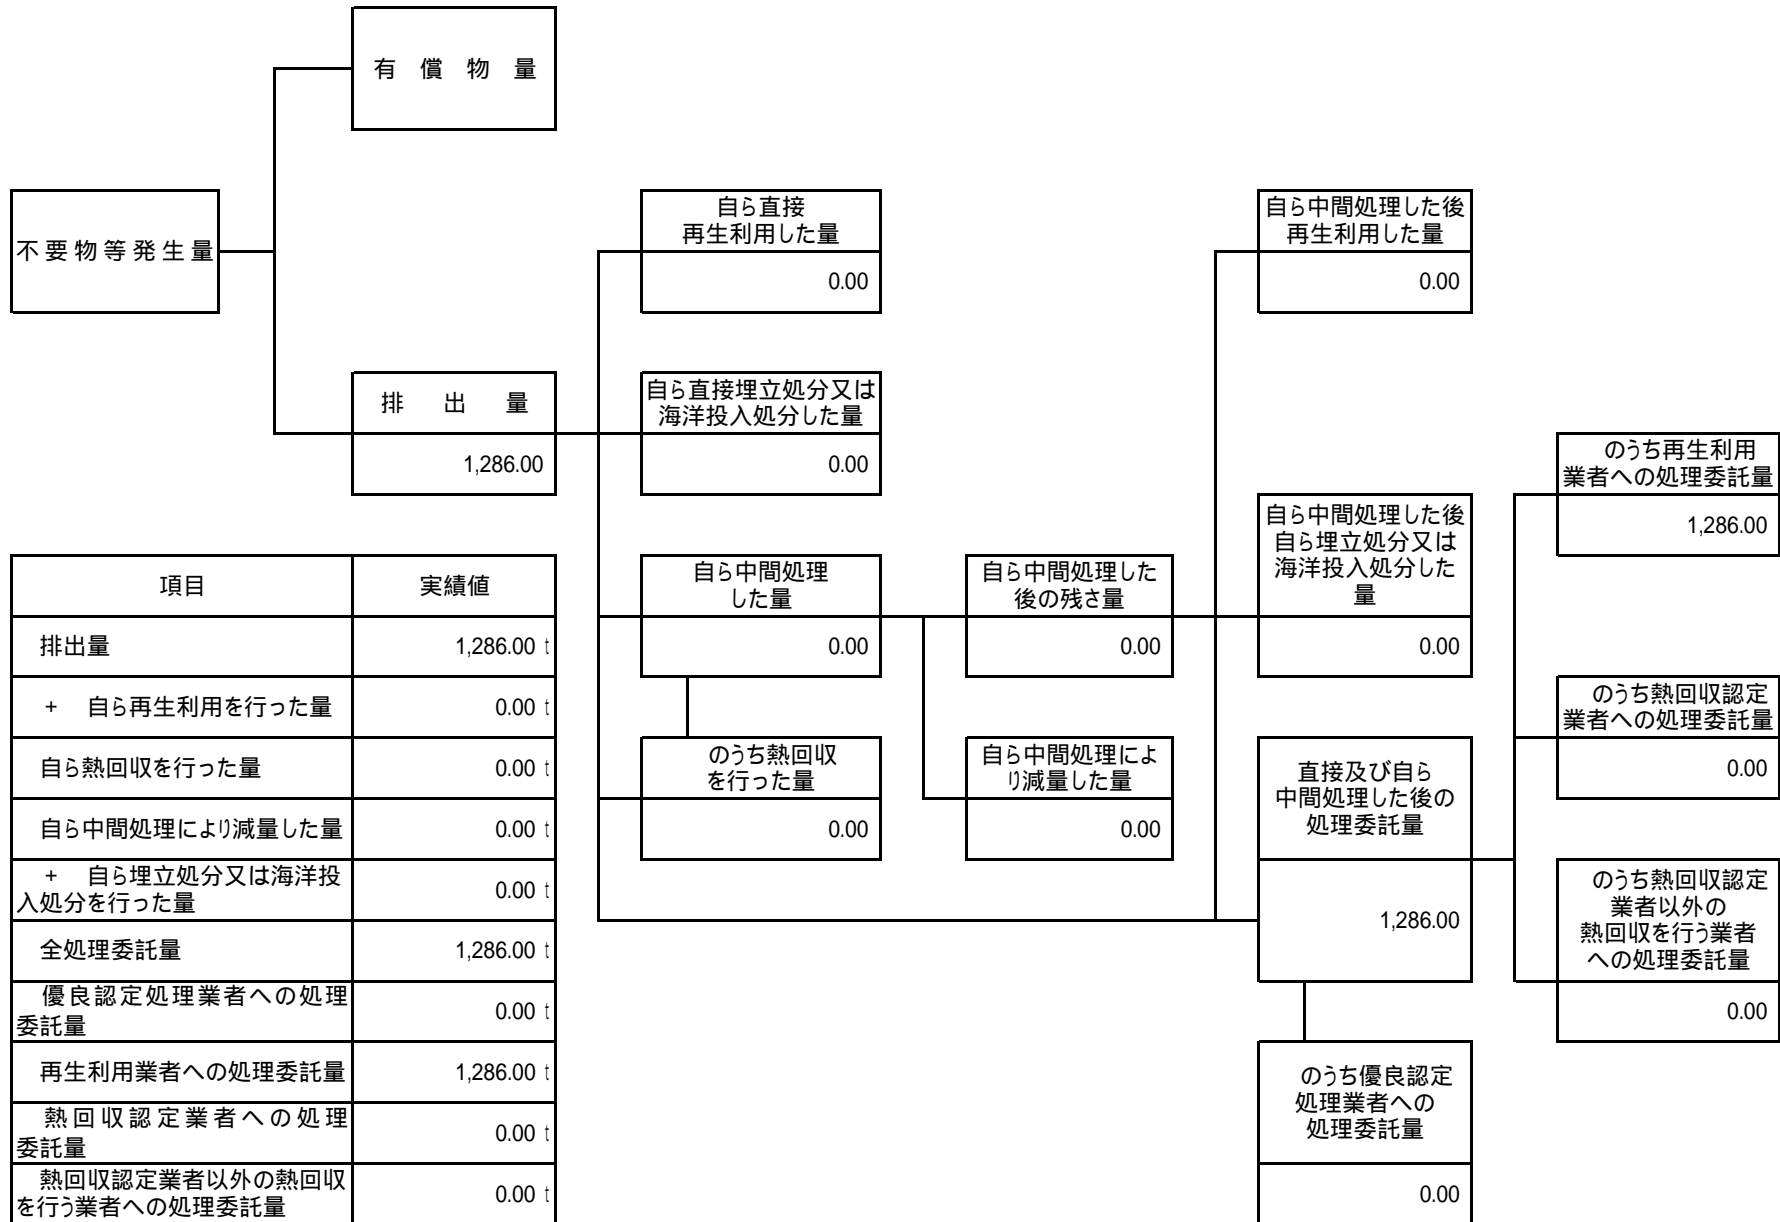 有 償 物 量
不要物等発生量
自ら直接
再生利用した量
0.00
自ら中間処理した後
再生利用した量
0.00
排 出 量
1,286.00
自ら直接埋立処分又は
海洋投入処分した量
0.00
のうち再生利用
業者への処理委託量
1,286.00
自ら中間処理した後
自ら埋立処分又は
海洋投入処分した
量
0.00
自ら中間処理
した量
0.00
自ら中間処理した
後の残さ量
0.00
のうち熱回収認定
業者への処理委託量
0.00
のうち熱回収
を行った量
0.00
自ら中間処理によ
り減量した量
0.00
直接及び自ら
中間処理した後の
処理委託量
1,286.00
のうち熱回収認定
業者以外の
熱回収を行う業者
への処理委託量
0.00
のうち優良認定
処理業者への
処理委託量
0.00
項目 実績値
排出量 1,286.00 t
+ 自ら再生利用を行った量 0.00 t
自ら熱回収を行った量 0.00 t
自ら中間処理により減量した量 0.00 t
+ 自ら埋立処分又は海洋投
入処分を行った量 0.00 t
全処理委託量 1,286.00 t
優良認定処理業者への処理
委託量 0.00 t
再生利用業者への処理委託量 1,286.00 t
熱回収認定業者への処理
委託量 0.00 t
熱回収認定業者以外の熱回収
を行う業者への処理委託量 0.00 t